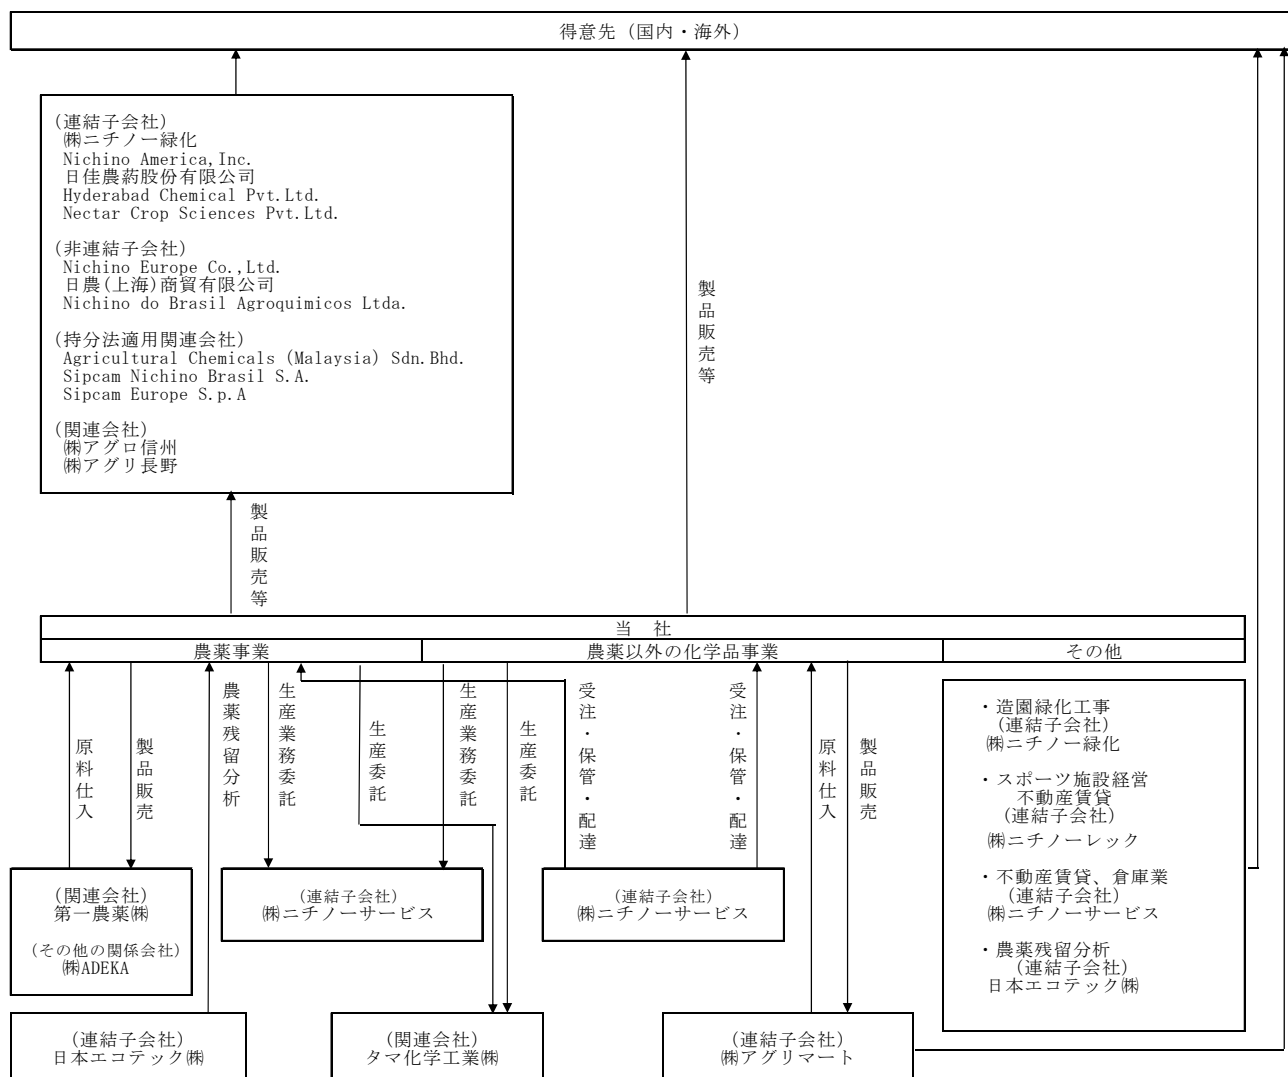 得意先（国内・海外）
(連結子会社)
㈱ニチノー緑化
Nichino America,Inc.
日佳農葯股份有限公司
Hyderabad Chemical Pvt.Ltd.
Nectar Crop Sciences Pvt.Ltd.
(非連結子会社)
Nichino Europe Co.,Ltd.
日農(上海)商貿有限公司
Nichino do Brasil Agroquimicos Ltda.
(持分法適用関連会社)
Agricultural Chemicals (Malaysia) Sdn.Bhd.
Sipcam Nichino Brasil S.A.
Sipcam Europe S.p.A
(関連会社)
㈱アグロ信州
㈱アグリ長野
製品販売等
製品販売等
当　社
農薬事業
農薬以外の化学品事業
その他
原料仕入
製品販売
農薬残留分析
生産業務委託
生産委託
生産業務委託
生産委託
受注・保管・配達
受注・保管・配達
原料仕入
製品販売
・造園緑化工事
(連結子会社)
㈱ニチノー緑化
・スポーツ施設経営
不動産賃貸
(連結子会社)
㈱ニチノーレック
・不動産賃貸、倉庫業
(連結子会社)
㈱ニチノーサービス
・農薬残留分析
(連結子会社)
日本エコテック㈱
(関連会社)
第一農薬㈱
(その他の関係会社)
㈱ADEKA
(連結子会社)
㈱ニチノーサービス
(連結子会社)
㈱ニチノーサービス
(連結子会社)
日本エコテック㈱
(関連会社)
タマ化学工業㈱
(連結子会社)
㈱アグリマート